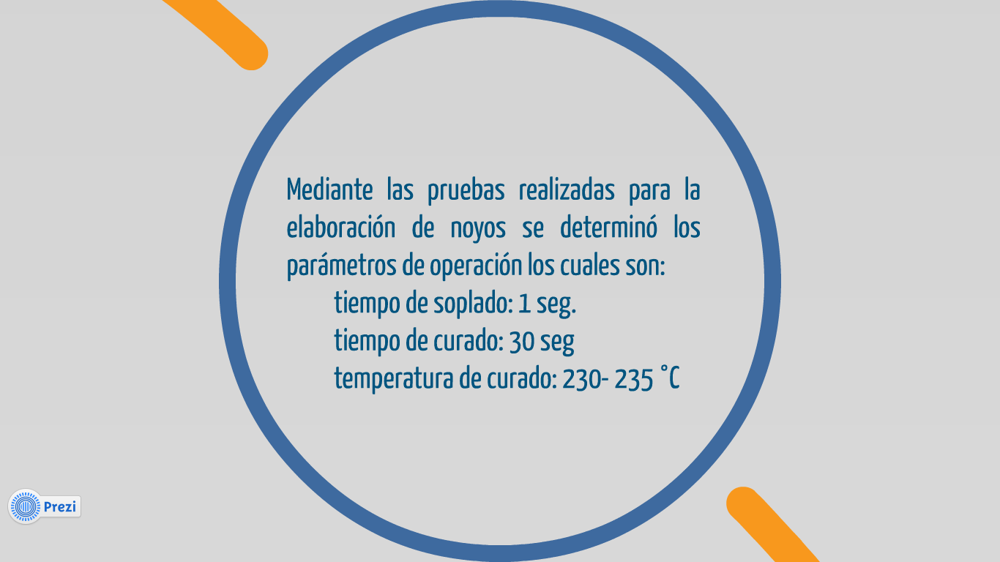 Mediante las pruebas realizadas para la
elaboración de noyos se determinó los
parámetros de operación los cuales son:
tiempo de soplado: 1 seg.
tiempo de curado: 30 seg
temperatura de curado: 230- 235 °C
Prezi